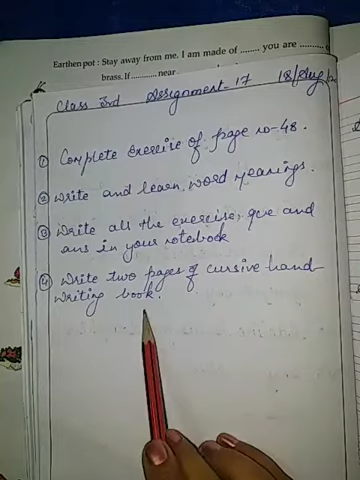 Earthen pot : Stay away from me. I am made of ........ you are ..........
brass. If ........... near
Class 3rd Assignment-17 18/Aug/20
① Complete exercise of page no-48.
② Write and learn word meanings.
③ Write all the exercise, que and
ans in your notebook
④ Write two pages of cursive hand
writing book.